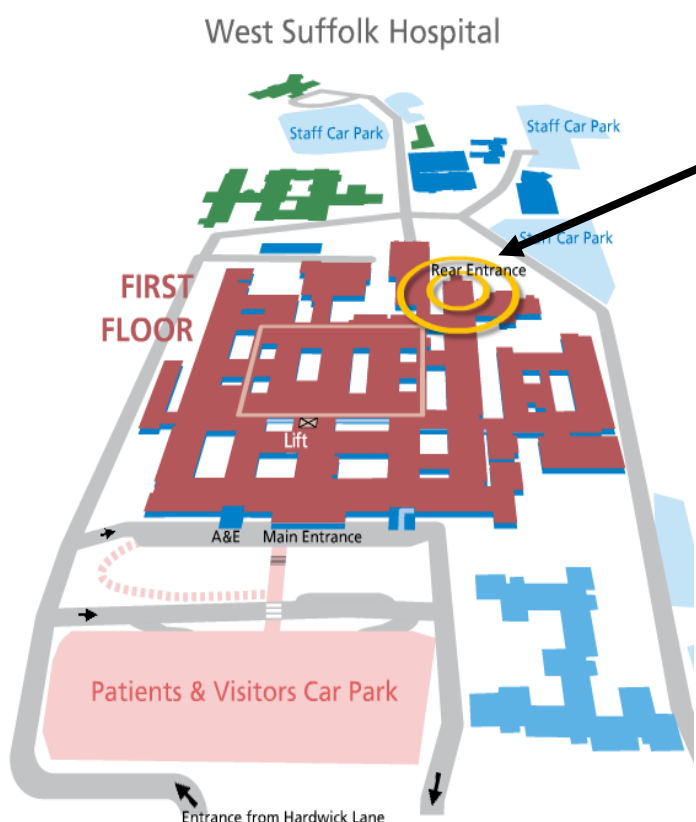 West Suffolk Hospital
Staff Car Park
Staff Car Park
Staff Car Park
Rear Entrance
FIRST
FLOOR
Lift
A&E
Main Entrance
Patients & Visitors Car Park
Entrance from Hardwick Lane